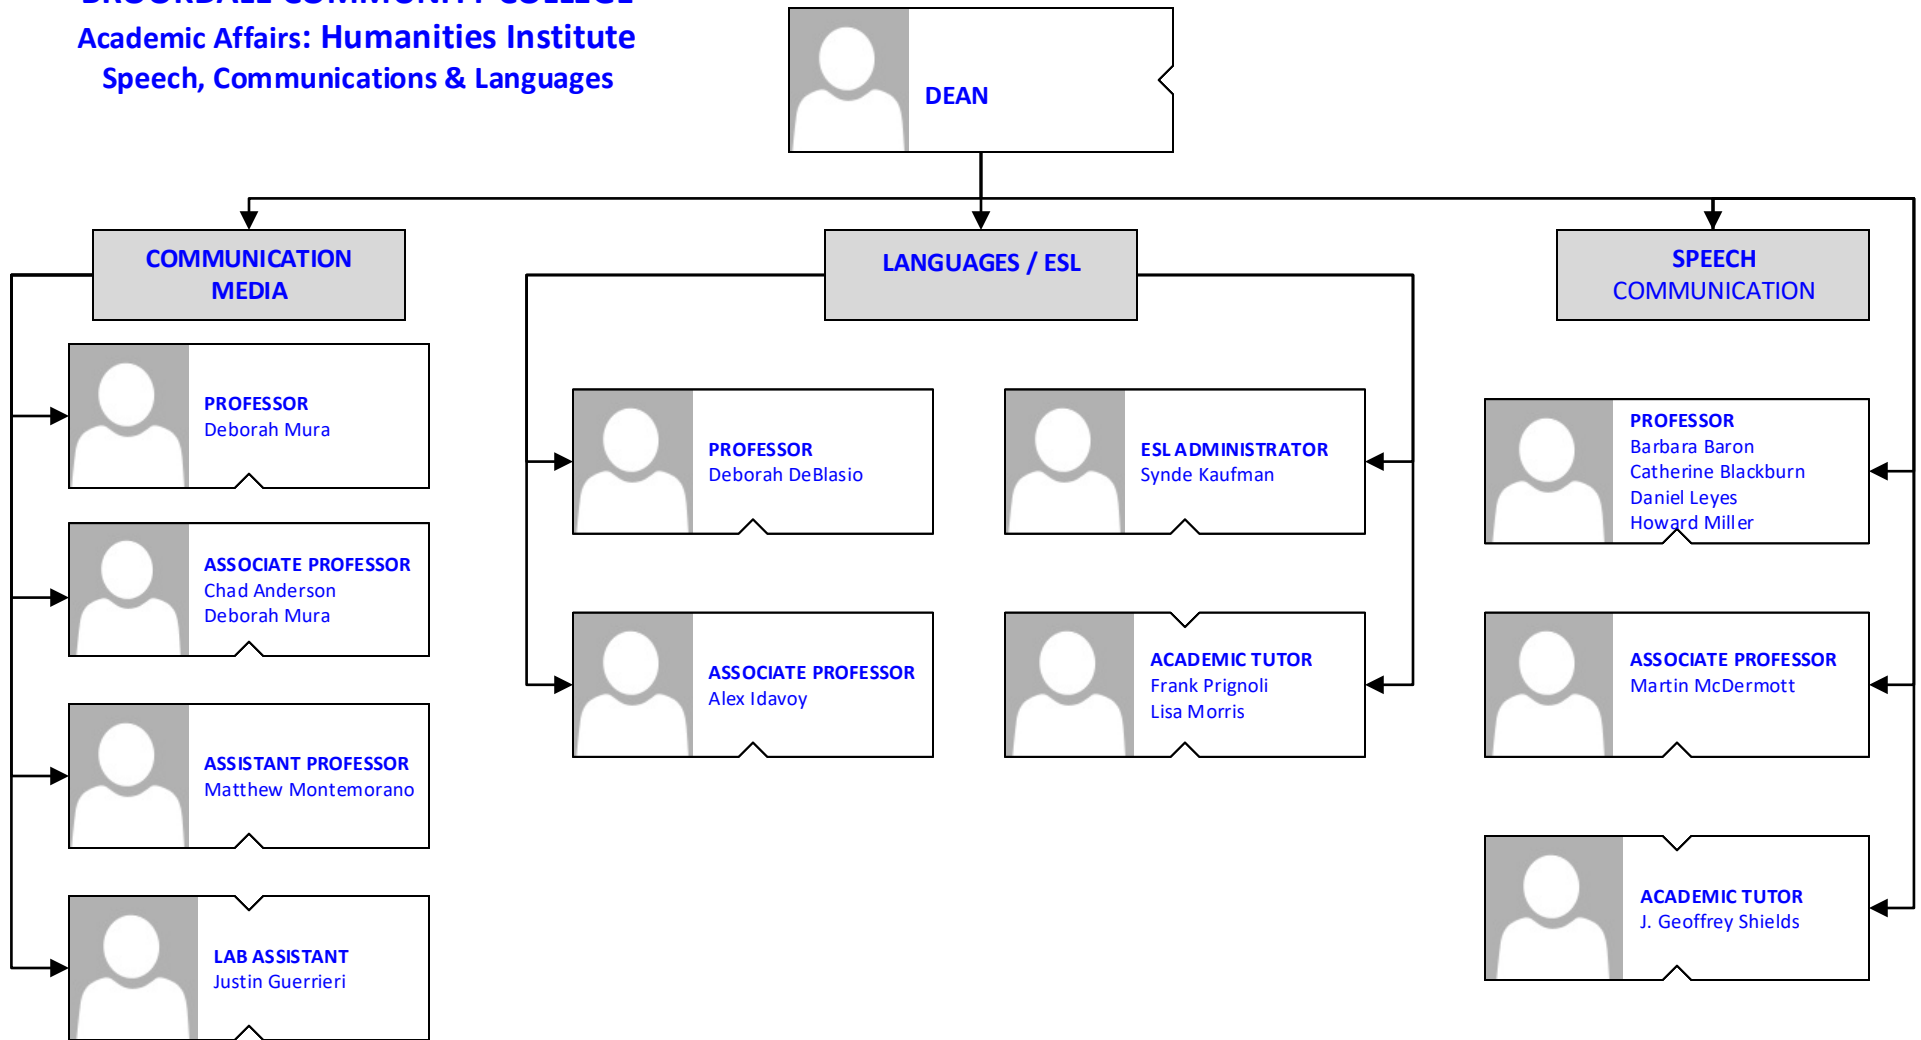 BROOKDALE COMMUNITY COLLEGE
Academic Affairs: Humanities Institute
Speech, Communications & Languages
DEAN
COMMUNICATION
MEDIA
PROFESSOR
Deborah Mura
ASSOCIATE PROFESSOR
Chad Anderson
Deborah Mura
ASSISTANT PROFESSOR
Matthew Montemorano
LAB ASSISTANT
Justin Guerrieri
LANGUAGES / ESL
PROFESSOR
Deborah DeBlasio
ASSOCIATE PROFESSOR
Alex Idavoy
ESL ADMINISTRATOR
Synde Kaufman
ACADEMIC TUTOR
Frank Prignoli
Lisa Morris
SPEECH
COMMUNICATION
PROFESSOR
Barbara Baron
Catherine Blackburn
Daniel Leyes
Howard Miller
ASSOCIATE PROFESSOR
Martin McDermott
ACADEMIC TUTOR
J. Geoffrey Shields